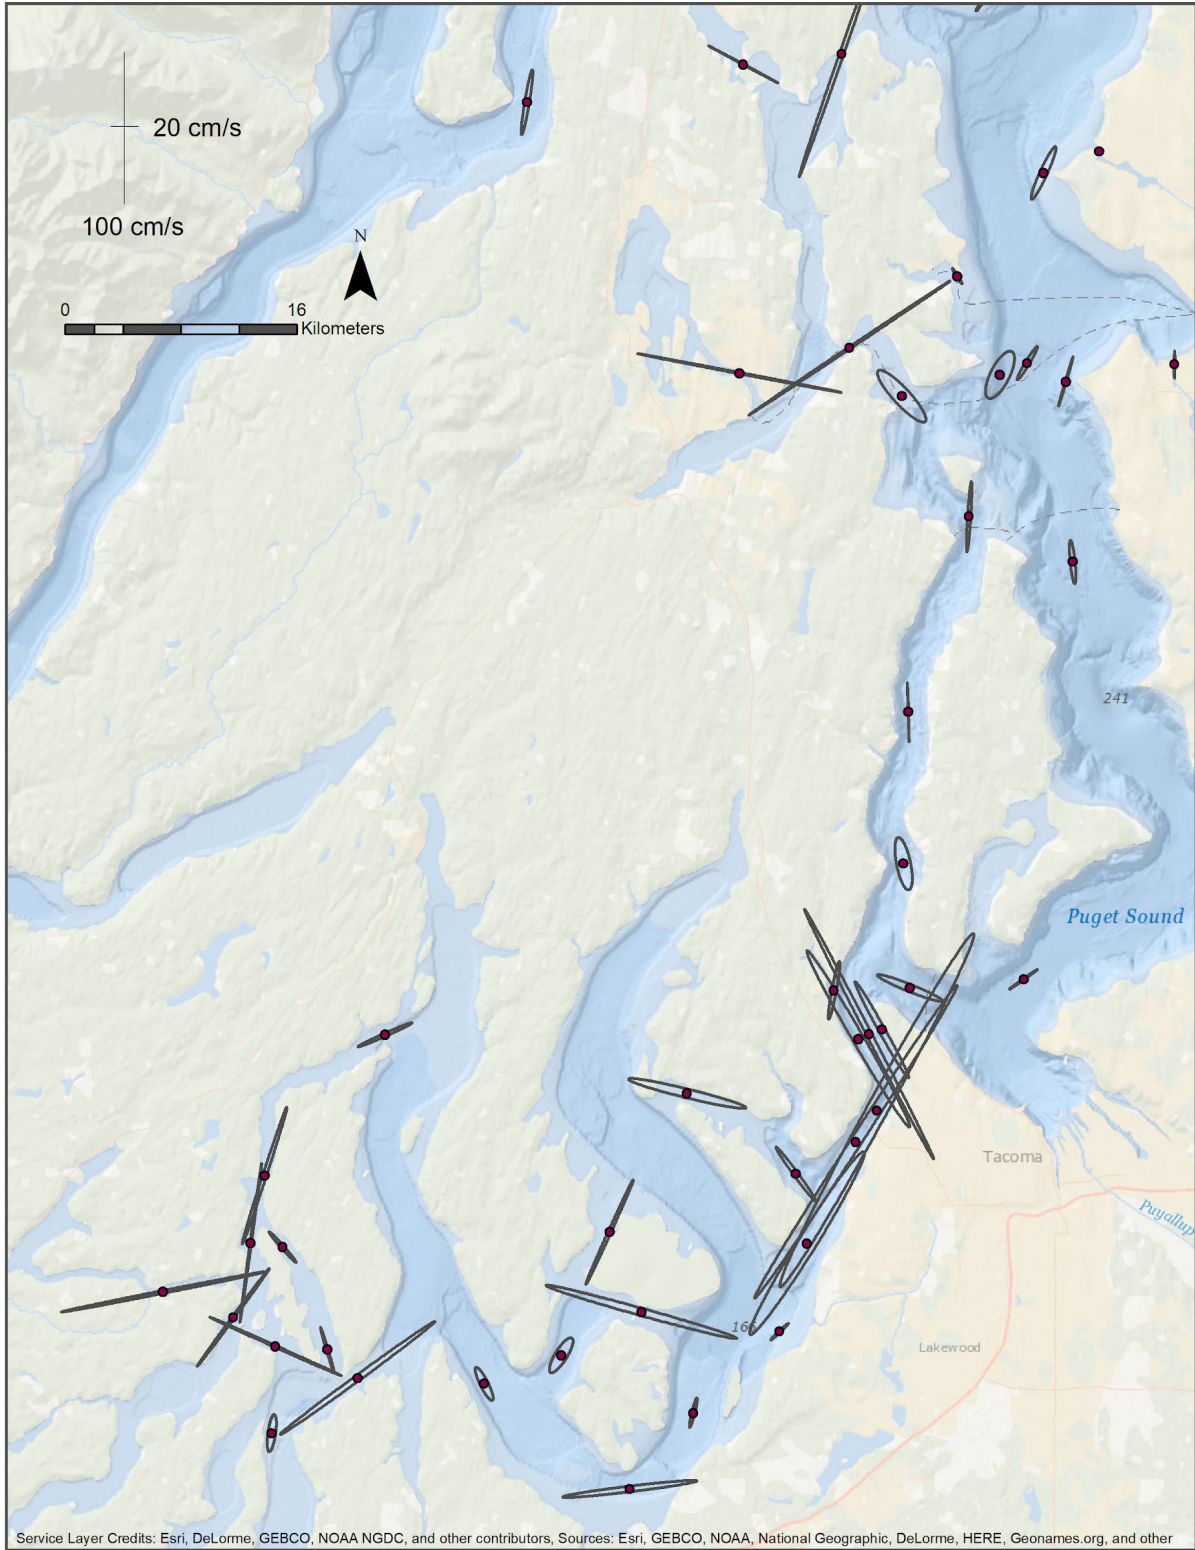 20 cm/s
100 cm/s
N
0 16
Kilometers
241
Puget Sound
Tacoma
Puyallup
166
Lakewood
Service Layer Credits: Esri, DeLorme, GEBCO, NOAA NGDC, and other contributors, Sources: Esri, GEBCO, NOAA, National Geographic, DeLorme, HERE, Geonames.org, and other